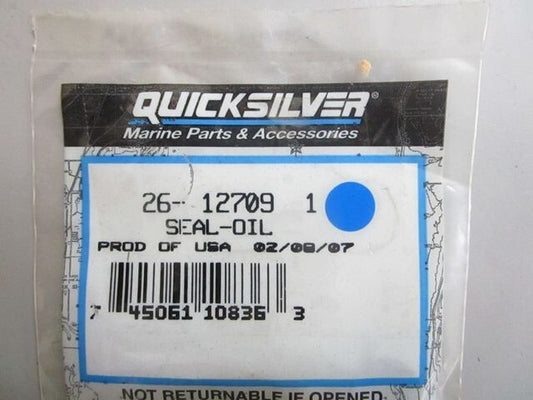 QUICKSILVER®
Marine Parts & Accessories
26- 12709 1
SEAL-OIL
PROD OF USA 02/08/07
7 45061 10836 3
NOT RETURNABLE IF OPENED.